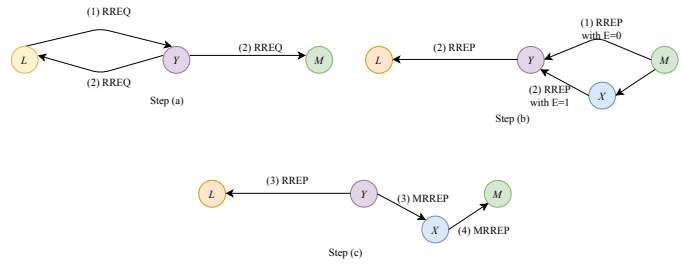 (1) RREQ
L
Y
(2) RREQ
M
(2) RREQ
Step (a)
(1) RREP
with E=0
L
(2) RREP
Y
M
(2) RREP
with E=1
X
Step (b)
L
(3) RREP
Y
(3) MRREP
M
X
(4) MRREP
Step (c)